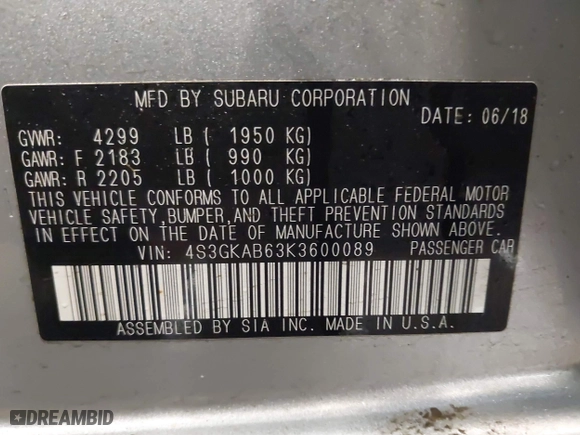 MFD BY SUBARU CORPORATION
DATE: 06/18
GVWR: 4299 LB ( 1950 KG)
GAWR: F 2183 LB ( 990 KG)
GAWR: R 2205 LB ( 1000 KG)
THIS VEHICLE CONFORMS TO ALL APPLICABLE FEDERAL MOTOR
VEHICLE SAFETY, BUMPER, AND THEFT PREVENTION STANDARDS
IN EFFECT ON THE DATE OF MANUFACTURE SHOWN ABOVE.
VIN: 4S3GKAB63K3600089 PASSENGER CAR
ASSEMBLED BY SIA INC. MADE IN U.S.A.
DREAMBID